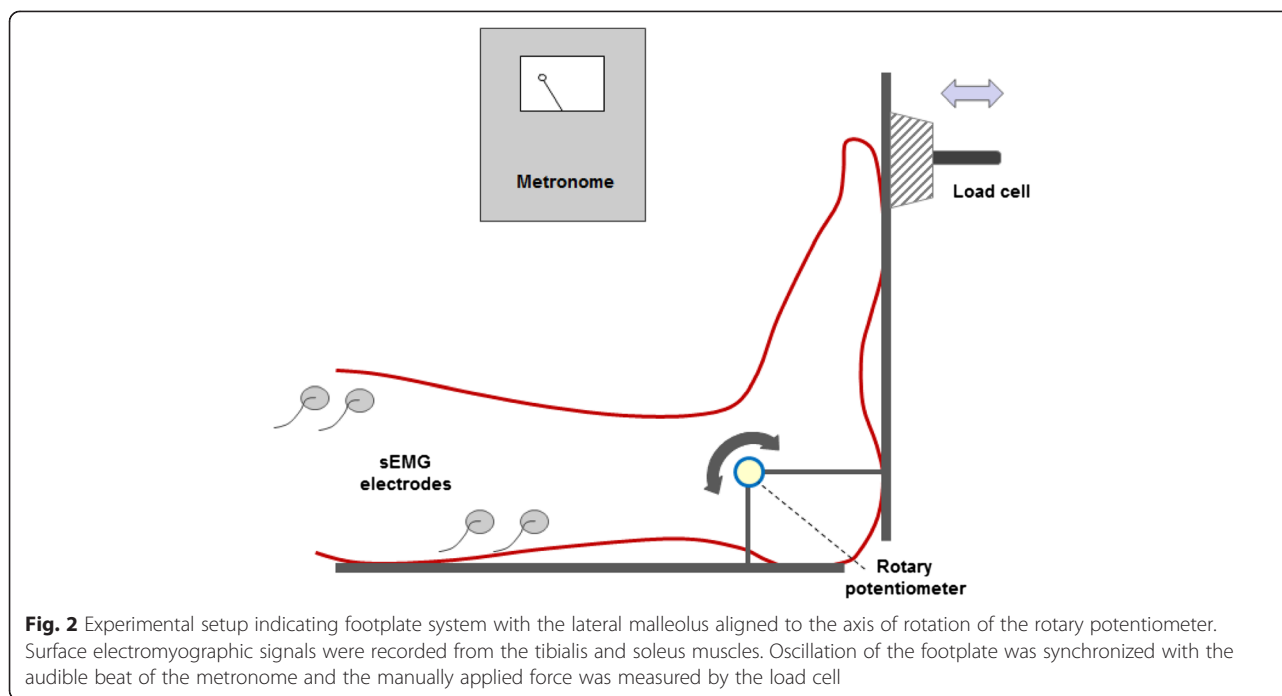 Metronome
Load cell
sEMG
electrodes
Rotary
potentiometer
Fig. 2 Experimental setup indicating footplate system with the lateral malleolus aligned to the axis of rotation of the rotary potentiometer.
Surface electromyographic signals were recorded from the tibialis and soleus muscles. Oscillation of the footplate was synchronized with the
audible beat of the metronome and the manually applied force was measured by the load cell